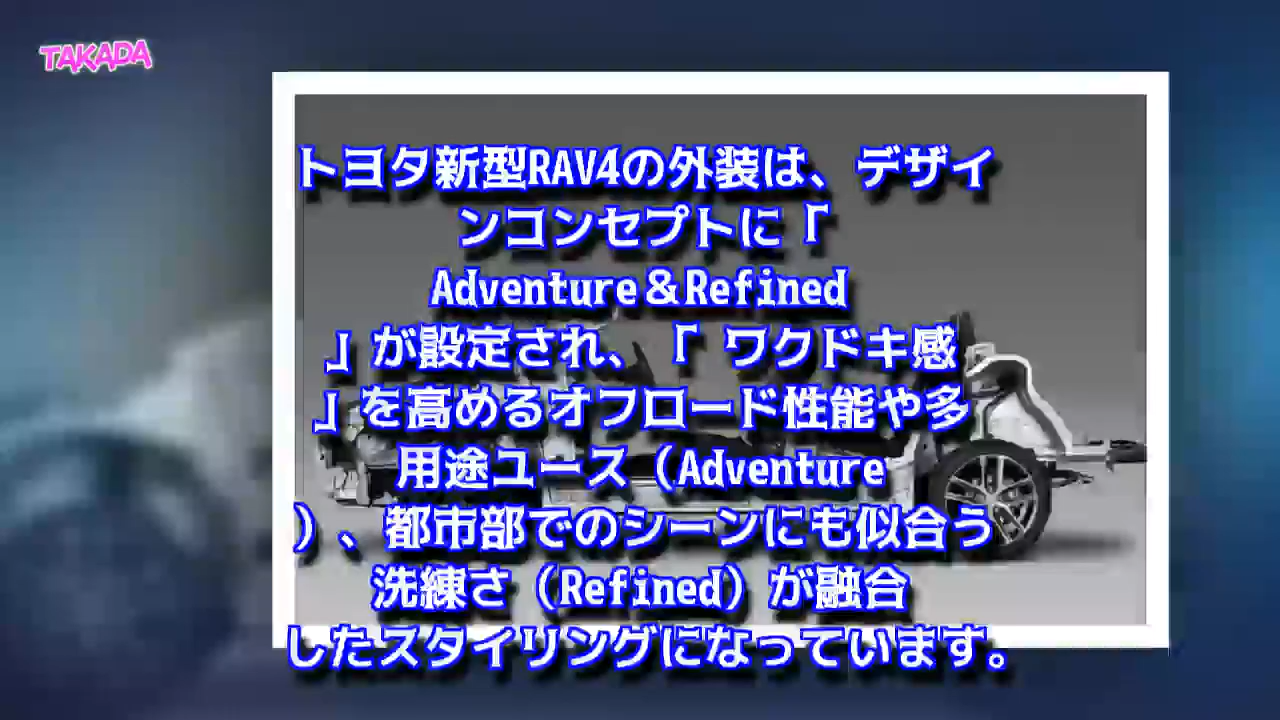 TAKADA
トヨタ新型RAV4の外装は、デザイ
ンコンセプトに『
Adventure＆Refined
』が設定され、『 ワクドキ感
』を高めるオフロード性能や多
用途ユース（Adventure
）、都市部でのシーンにも似合う
洗練さ（Refined）が融合
したスタイリングになっています。